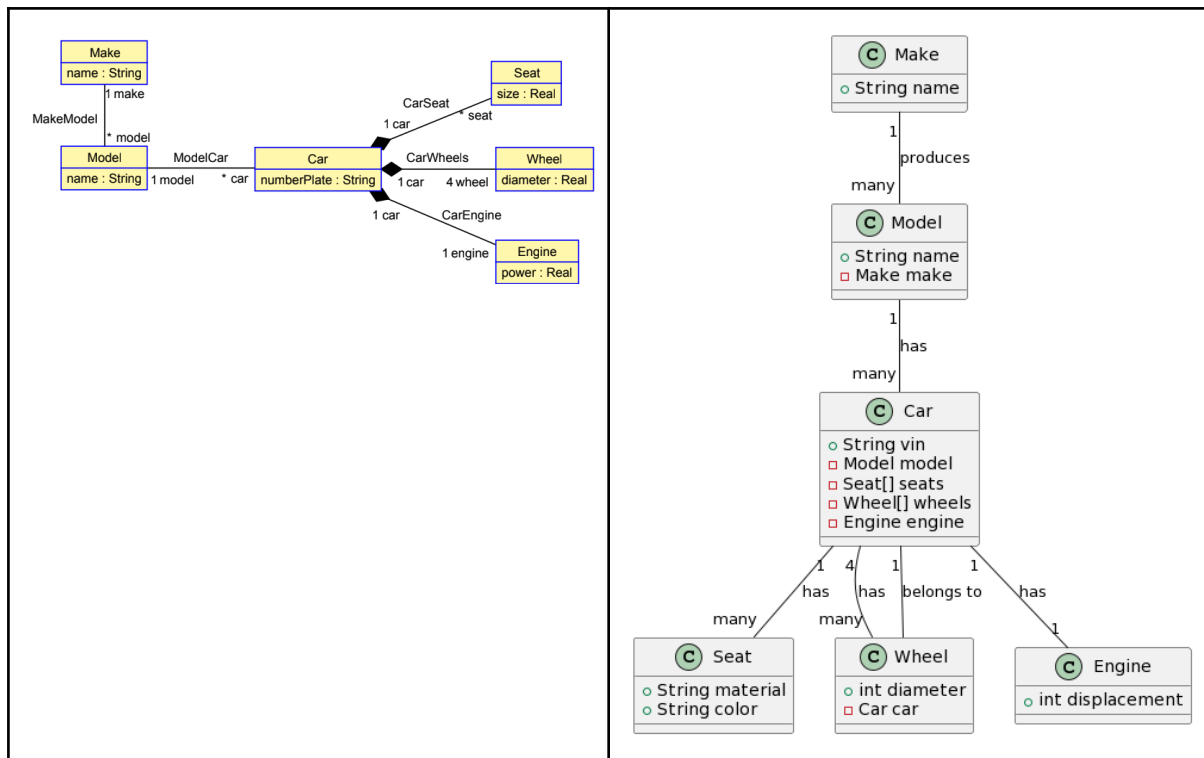 Make
name : String
1 make
MakeModel
* model
Model
name : String
ModelCar
1 model
* car
Car
numberPlate : String
Seat
size : Real
CarSeat
1 car
* seat
CarWheels
1 car
4 wheel
Wheel
diameter : Real
CarEngine
1 car
1 engine
Engine
power : Real
C Make
String name
1
produces
many
C Model
String name
Make make
1
has
many
C Car
String vin
Model model
Seat[] seats
Wheel[] wheels
Engine engine
1 4 1 1
has has belongs to has
many many 1
C Seat
String material
String color
C Wheel
int diameter
Car car
C Engine
int displacement